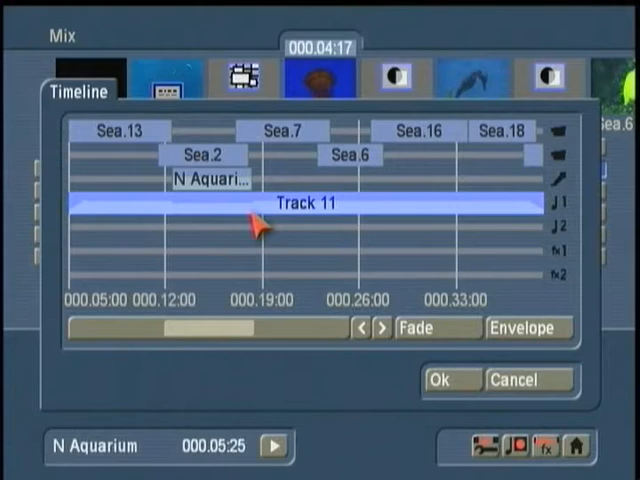 Mix
000.04:17
Timeline
Sea.6
Sea.13
Sea.7
Sea.16
Sea.18
Sea.2
Sea.6
N Aquari...
Track 11
1
2
fx1
fx2
000.05:00 000.12:00 000.19:00 000.26:00 000.33:00
< > Fade Envelope
Ok Cancel
N Aquarium 000.05:25
fx